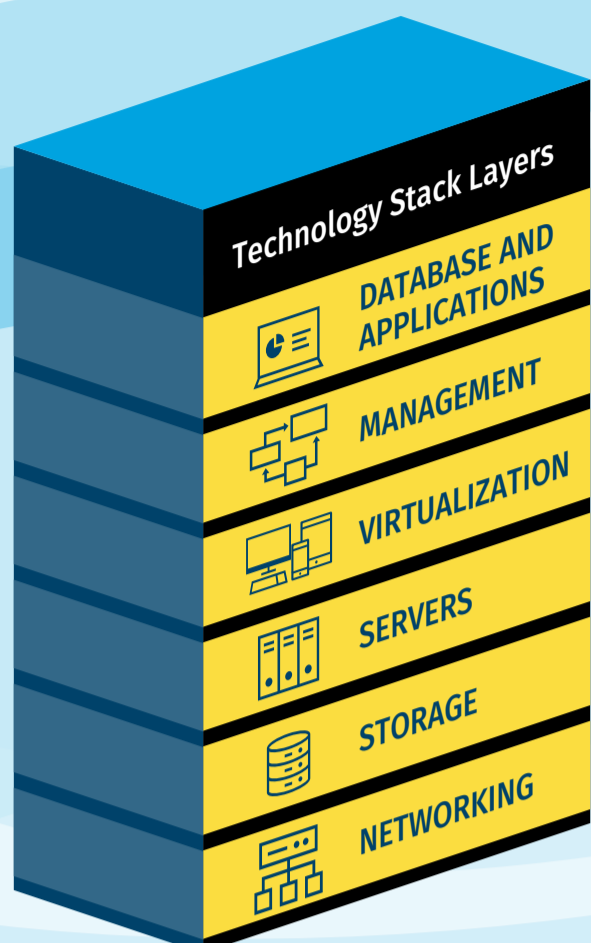 Technology Stack Layers
DATABASE AND
APPLICATIONS
MANAGEMENT
VIRTUALIZATION
SERVERS
STORAGE
NETWORKING